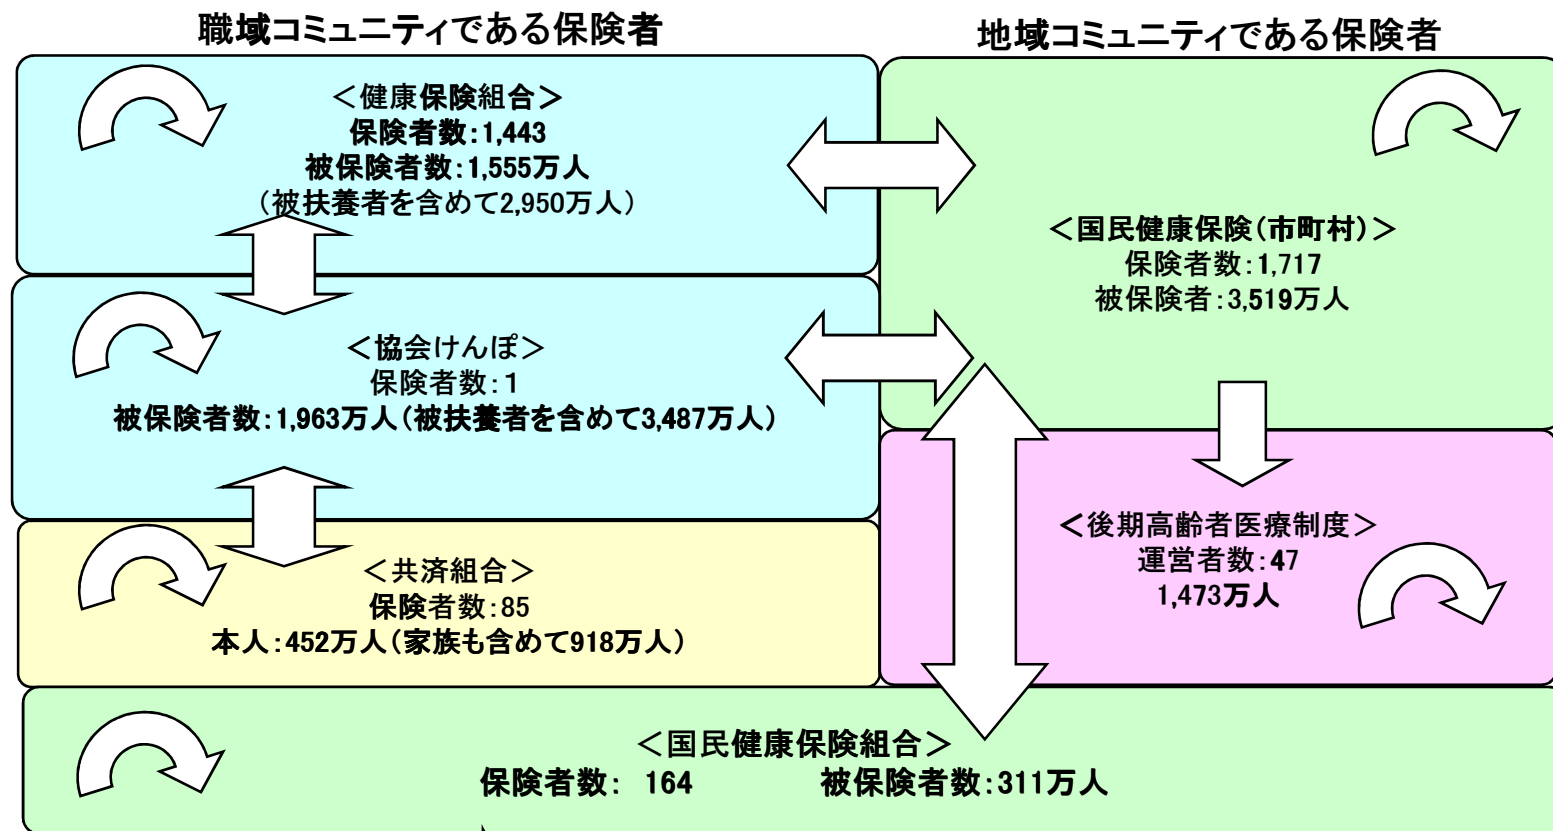 職域コミュニティである保険者
地域コミュニティである保険者
＜健康保険組合＞
保険者数：1,443
被保険者数：1,555万人
（被扶養者を含めて2,950万人）
＜協会けんぽ＞
保険者数：1
被保険者数：1,963万人（被扶養者を含めて3,487万人）
＜共済組合＞
保険者数：85
本人：452万人（家族も含めて918万人）
＜国民健康保険（市町村）＞
保険者数：1,717
被保険者：3,519万人
＜後期高齢者医療制度＞
運営者数：47
1,473万人
＜国民健康保険組合＞
保険者数： 164 被保険者数：311万人